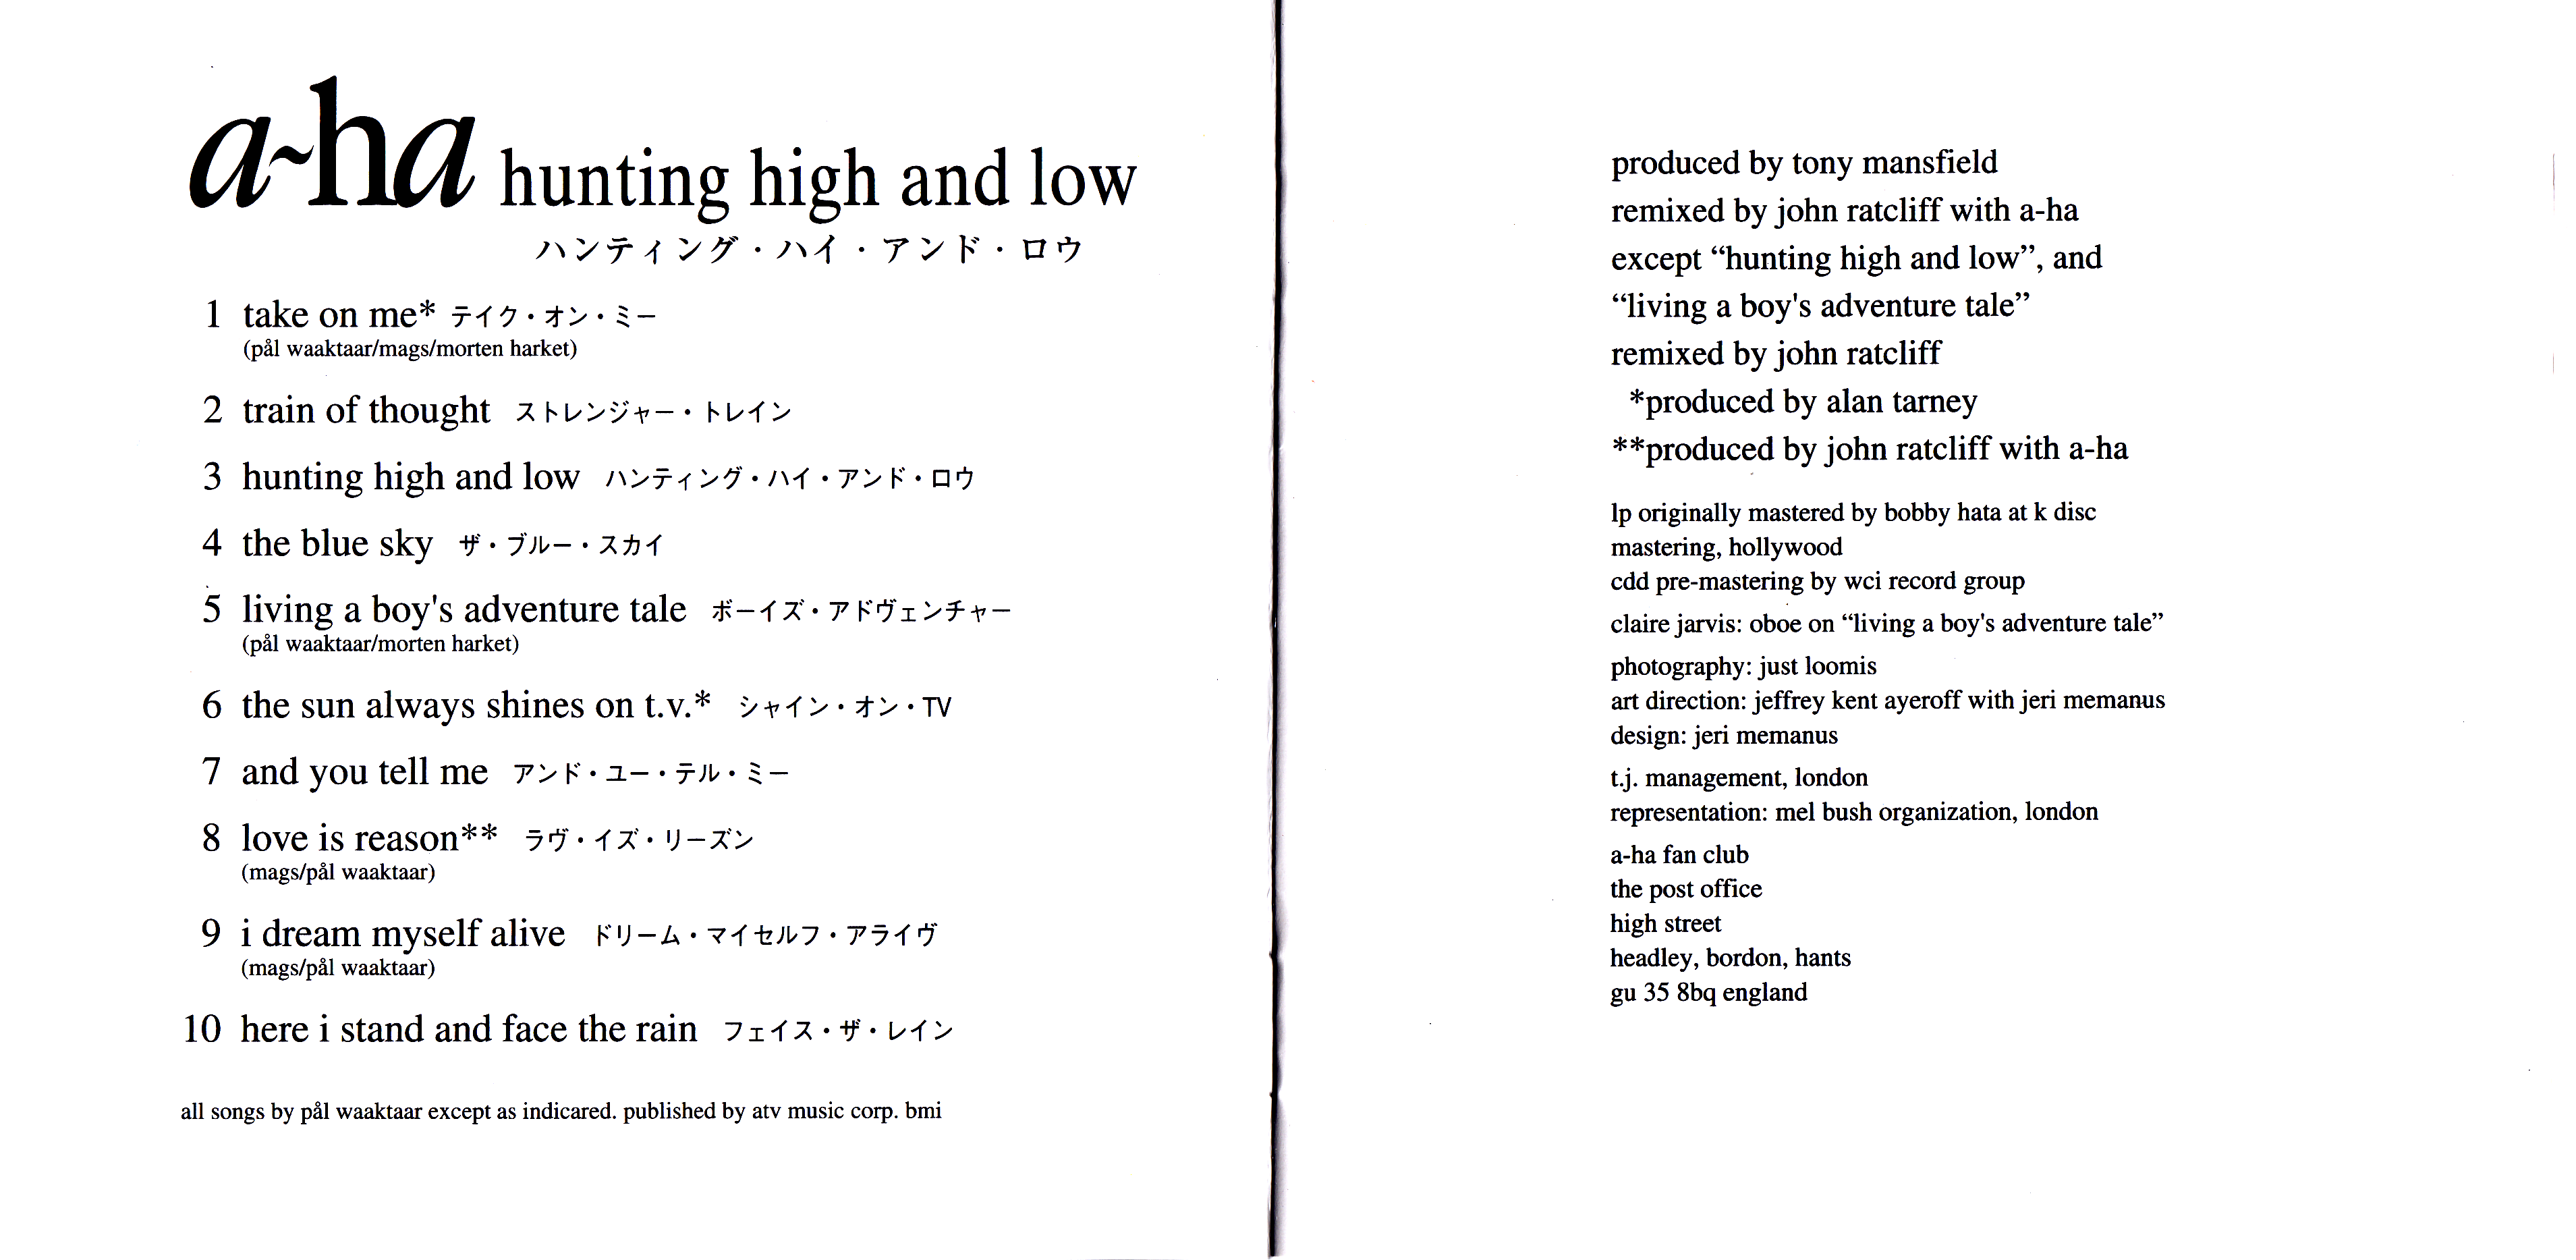 a-ha hunting high and low
ハンティング・ハイ・アンド・ロウ
1 take on me* テイク・オン・ミー
(pål waaktaar/mags/morten harket)
2 train of thought ストレンジャー・トレイン
3 hunting high and low ハンティング・ハイ・アンド・ロウ
4 the blue sky ザ・ブルー・スカイ
5 living a boy's adventure tale ボーイズ・アドヴェンチャー
(pål waaktaar/morten harket)
6 the sun always shines on t.v.* シャイン・オン・TV
7 and you tell me アンド・ユー・テル・ミー
8 love is reason** ラヴ・イズ・リーズン
(mags/pål waaktaar)
9 i dream myself alive ドリーム・マイセルフ・アライヴ
(mags/pål waaktaar)
10 here i stand and face the rain フェイス・ザ・レイン
all songs by pål waaktaar except as indicared. published by atv music corp. bmi
produced by tony mansfield
remixed by john ratcliff with a-ha
except “hunting high and low”, and
“living a boy's adventure tale”
remixed by john ratcliff
*produced by alan tarney
**produced by john ratcliff with a-ha
lp originally mastered by bobby hata at k disc
mastering, hollywood
cdd pre-mastering by wci record group
claire jarvis: oboe on “living a boy's adventure tale”
photography: just loomis
art direction: jeffrey kent ayeroff with jeri memanus
design: jeri memanus
t.j. management, london
representation: mel bush organization, london
a-ha fan club
the post office
high street
headley, bordon, hants
gu 35 8bq england